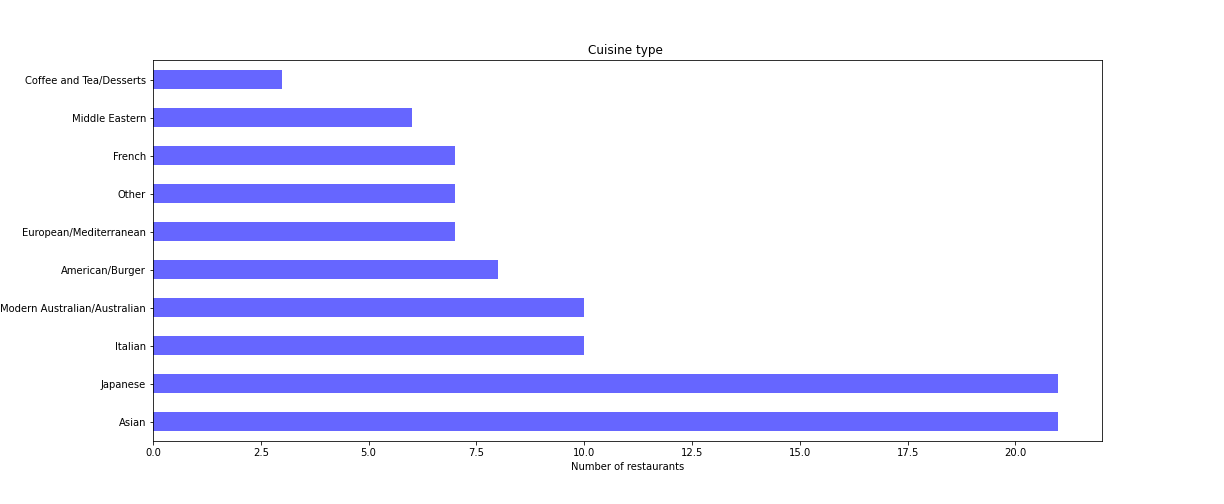 Cuisine type
Coffee and Tea/Desserts
Middle Eastern
French
Other
European/Mediterranean
American/Burger
Modern Australian/Australian
Italian
Japanese
Asian
0.0 2.5 5.0 7.5 10.0 12.5 15.0 17.5 20.0
Number of restaurants